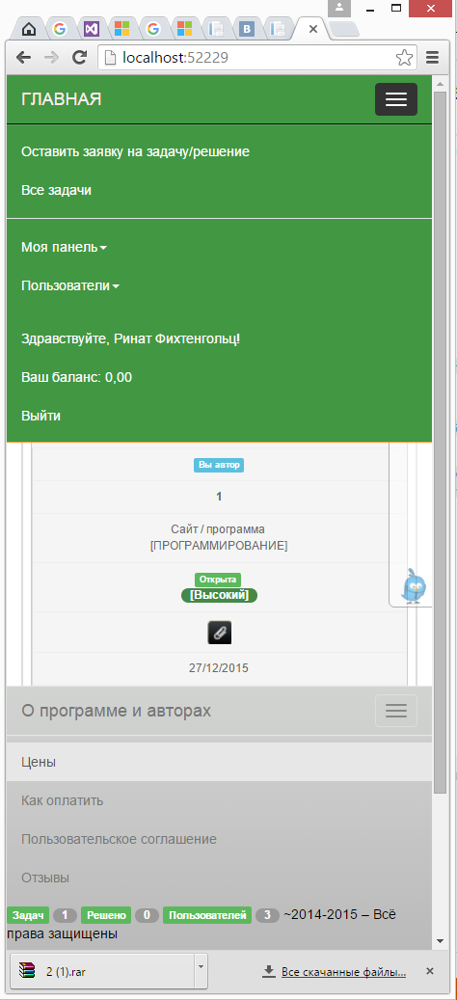 localhost:52229
ГЛАВНАЯ
Оставить заявку на задачу/решение
Все задачи
Моя панель
Пользователи
Здравствуйте, Ринат Фихтенгольц!
Ваш баланс: 0,00
Выйти
Вы автор
1
Сайт / программа
[ПРОГРАММИРОВАНИЕ]
Открыта
[Высокий]
27/12/2015
О программе и авторах
Цены
Как оплатить
Пользовательское соглашение
Отзывы
Задач 1 Решено 0 Пользователей 3 ~2014-2015 – Всё
права защищены
2 (1).rar
Все скачанные файлы...